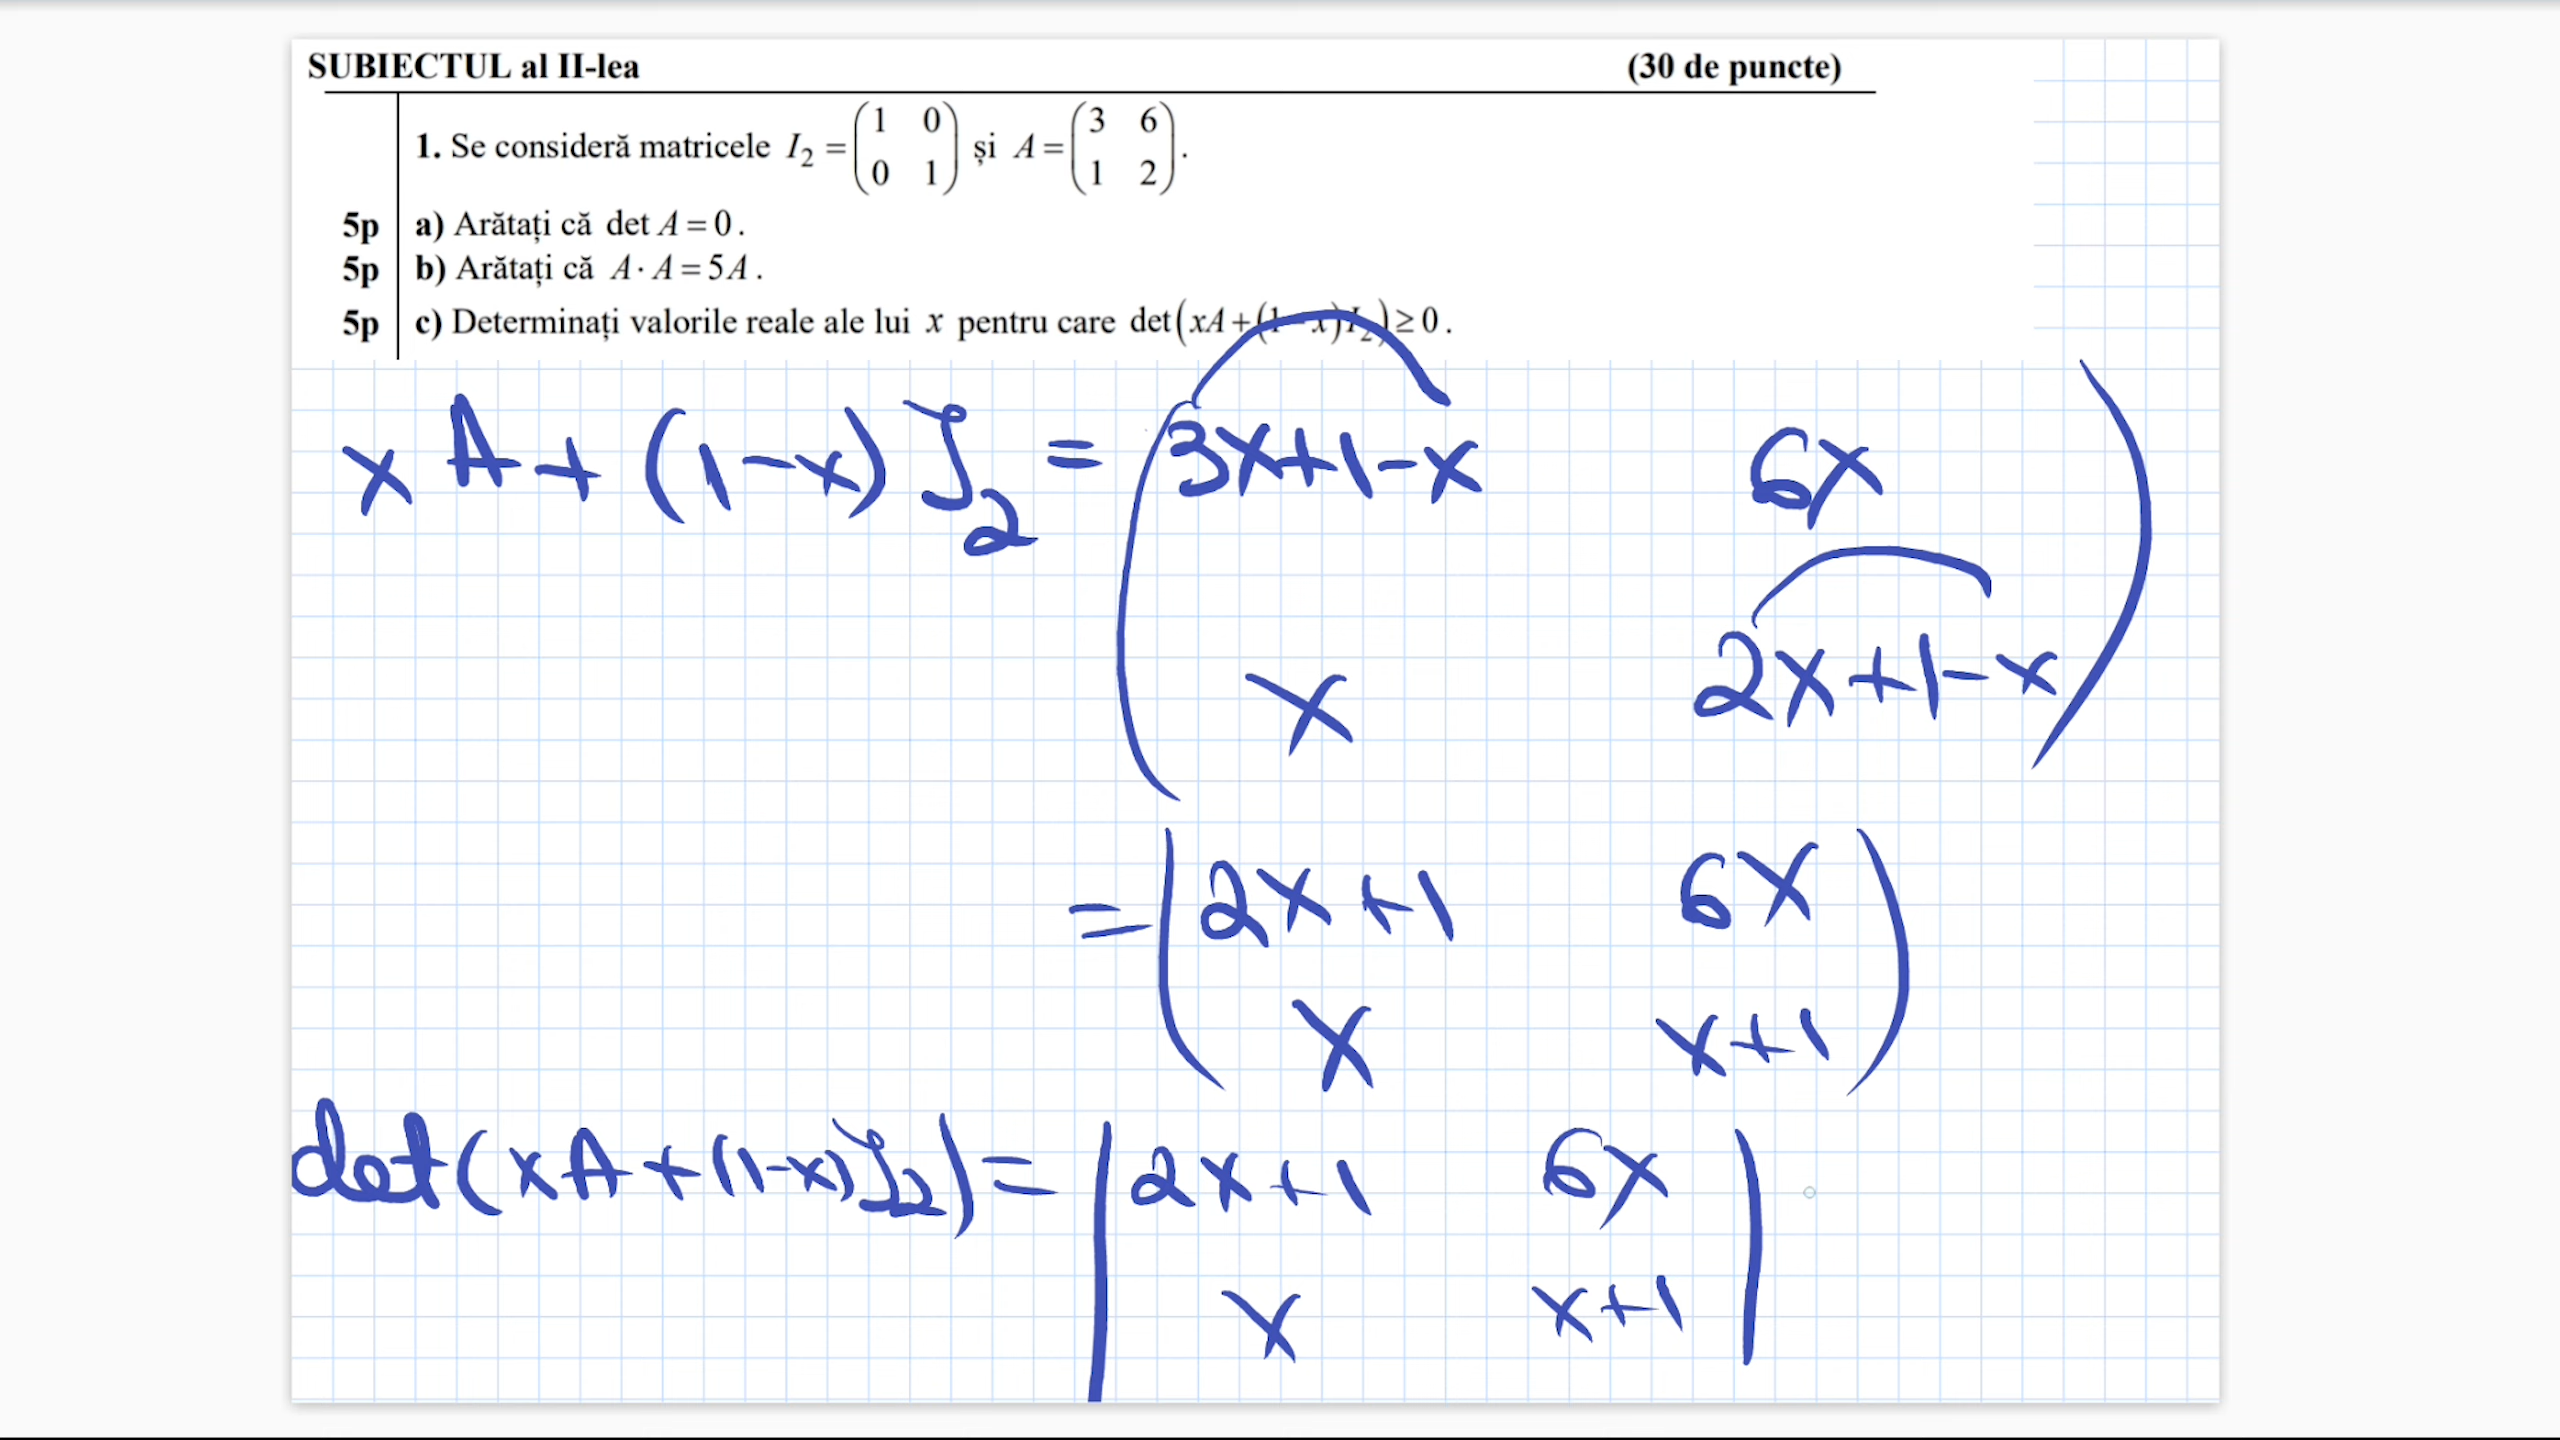 SUBIECTUL al II-lea (30 de puncte)
1. Se consideră matricele I₂ = (1 0; 0 1) și A = (3 6; 1 2).
5p a) Arătați că det A = 0.
5p b) Arătați că A · A = 5A.
5p c) Determinați valorile reale ale lui x pentru care det(xA + (1 − x)I₂) ≥ 0.
xA + (1-x) I₂ = (3x+1-x 6x
x 2x+1-x)
= (2x+1 6x
x x+1)
det(xA+(1-x)I₂) = |2x+1 6x|
|x x+1|